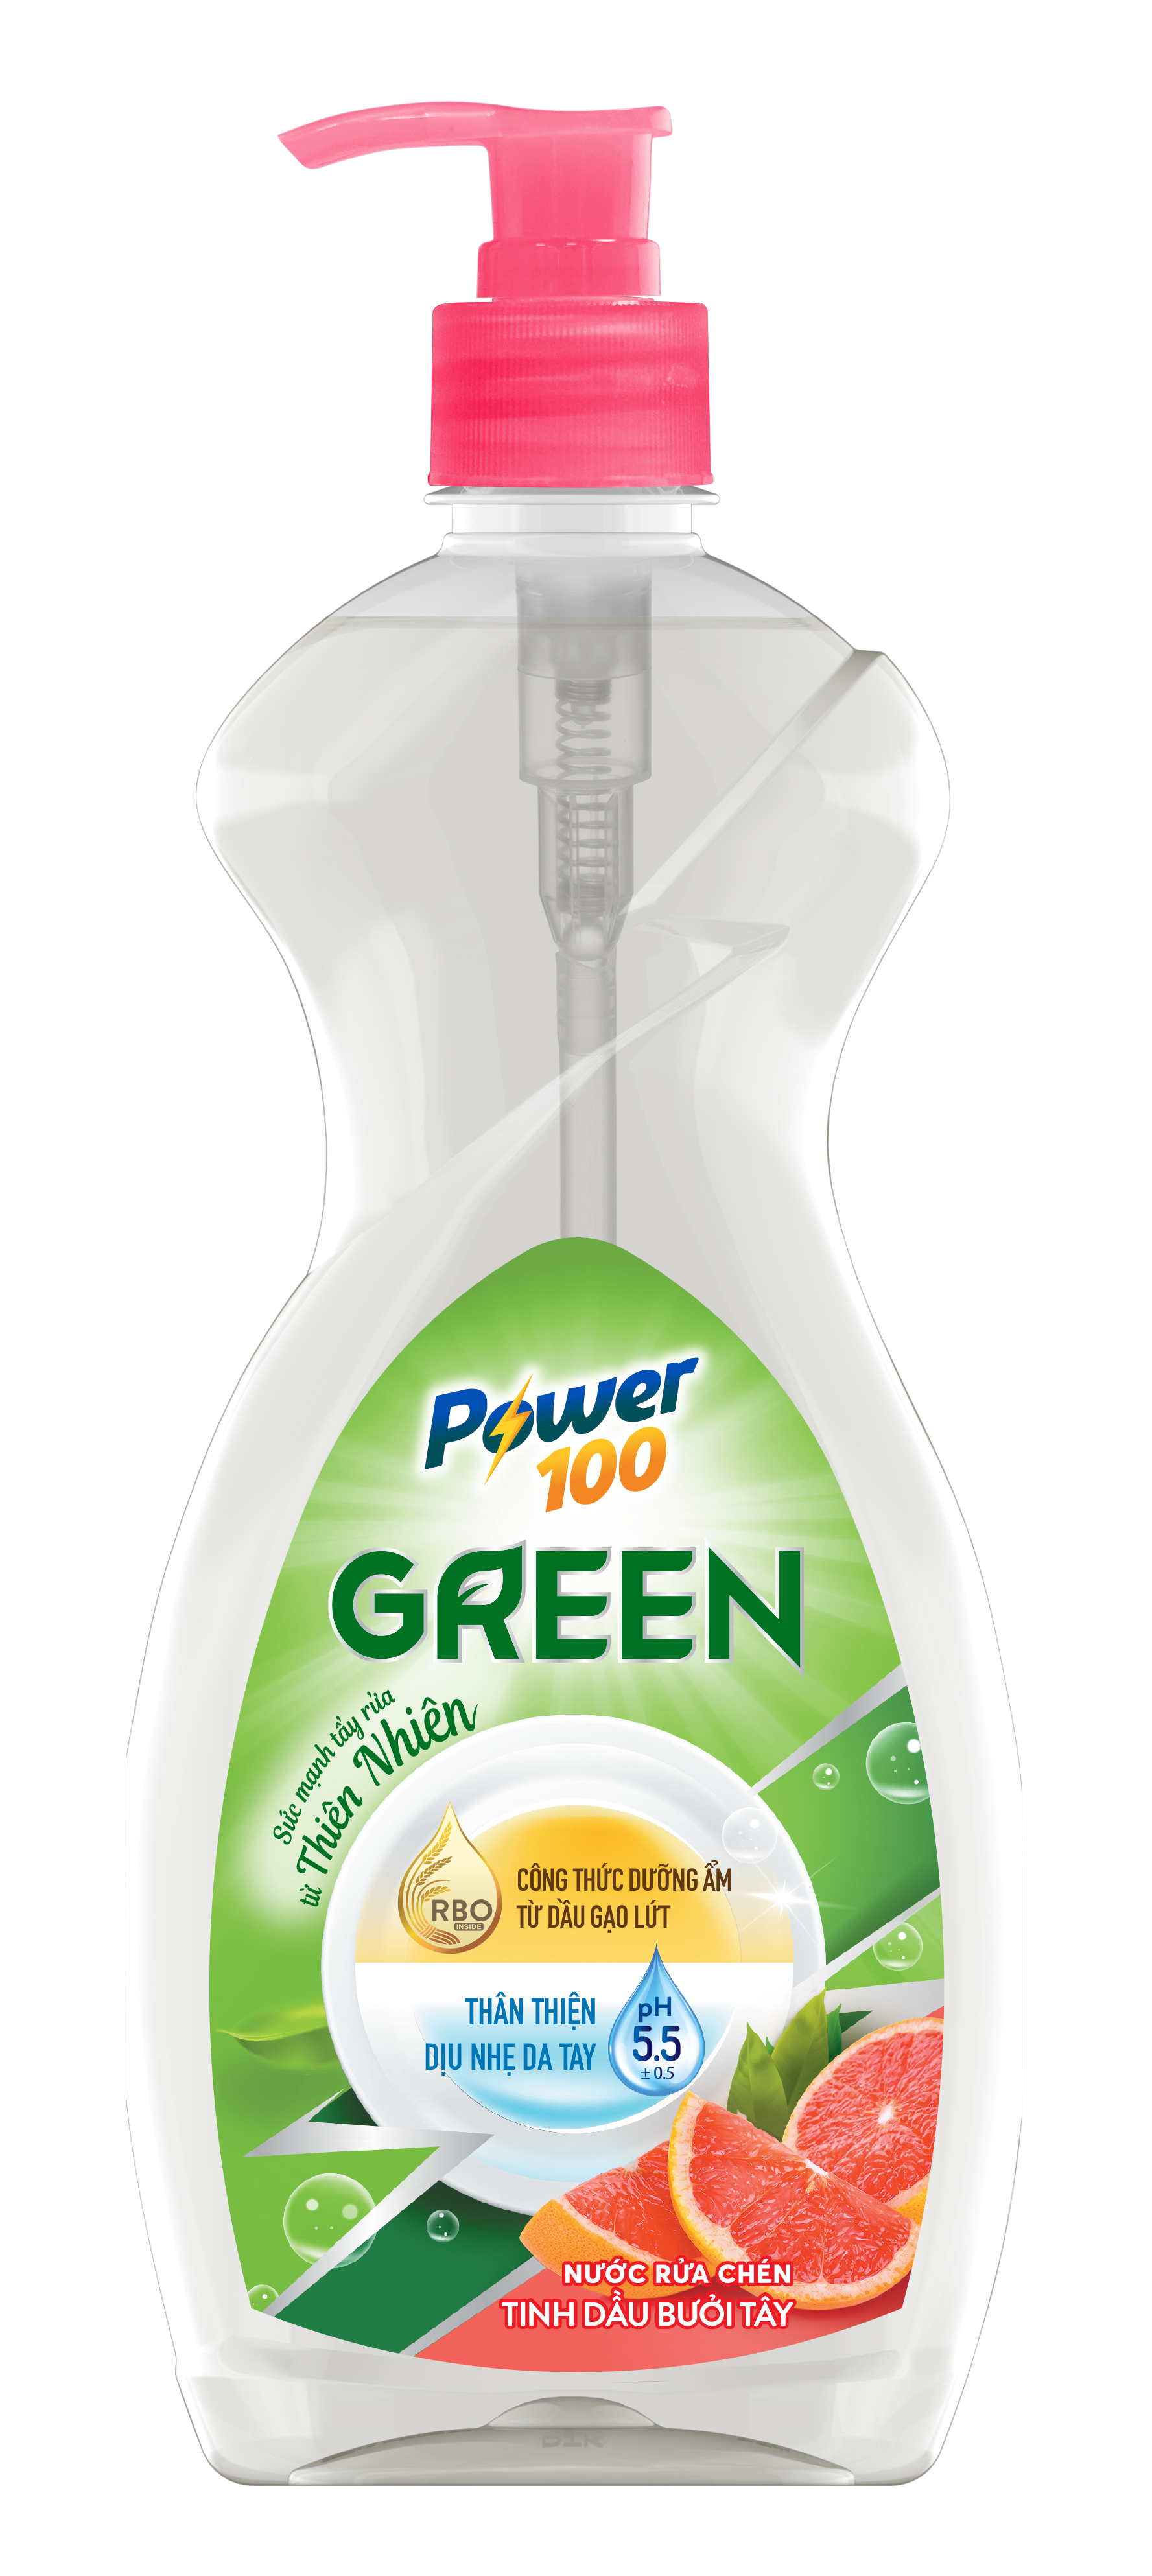 Power
100
GREEN
Sức mạnh tẩy rửa
từ Thiên Nhiên
RBO
INSIDE
CÔNG THỨC DƯỠNG ẨM
TỪ DẦU GẠO LỨT
THÂN THIỆN
DỊU NHẸ DA TAY
pH
5.5
± 0.5
NƯỚC RỬA CHÉN
TINH DẦU BƯỞI TÂY